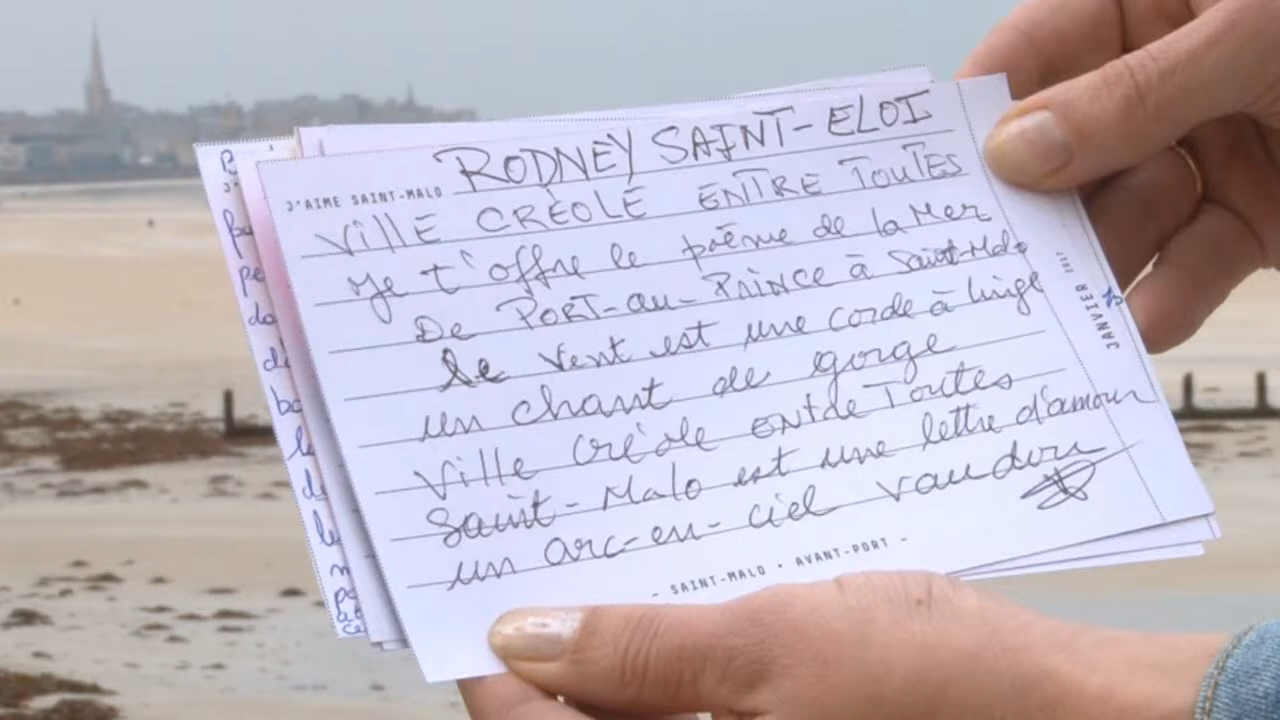 RODNEY SAINT-ELOI
J'AIME SAINT-MALO
VILLE CRÉOLE ENTRE TOUTES
Je t'offre le poème de la Mer
De PORT-au-PRINCE à Saint-Malo
Le vent est une corde à linge
un chant de gorge
Ville créole entre Toutes
Saint-Malo est une lettre d'amour
un arc-en-ciel vaudou
- SAINT-MALO • AVANT-PORT -
JANVIER 2017